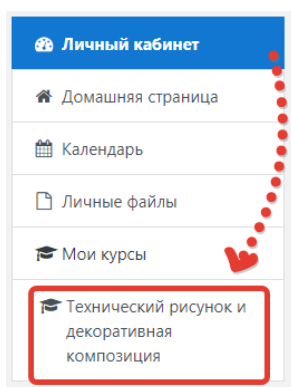 Личный кабинет
Домашняя страница
Календарь
Личные файлы
Мои курсы
Технический рисунок и
декоративная
композиция